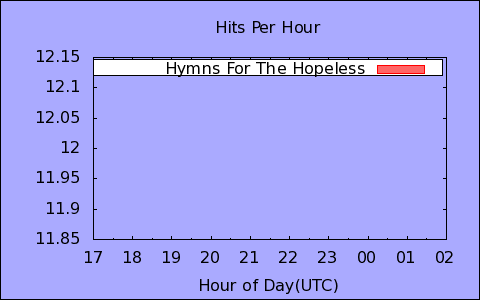 Hits Per Hour
12.15
Hymns For The Hopeless
12.1
12.05
12
11.95
11.9
11.85
17 18 19 20 21 22 23 00 01 02
Hour of Day(UTC)